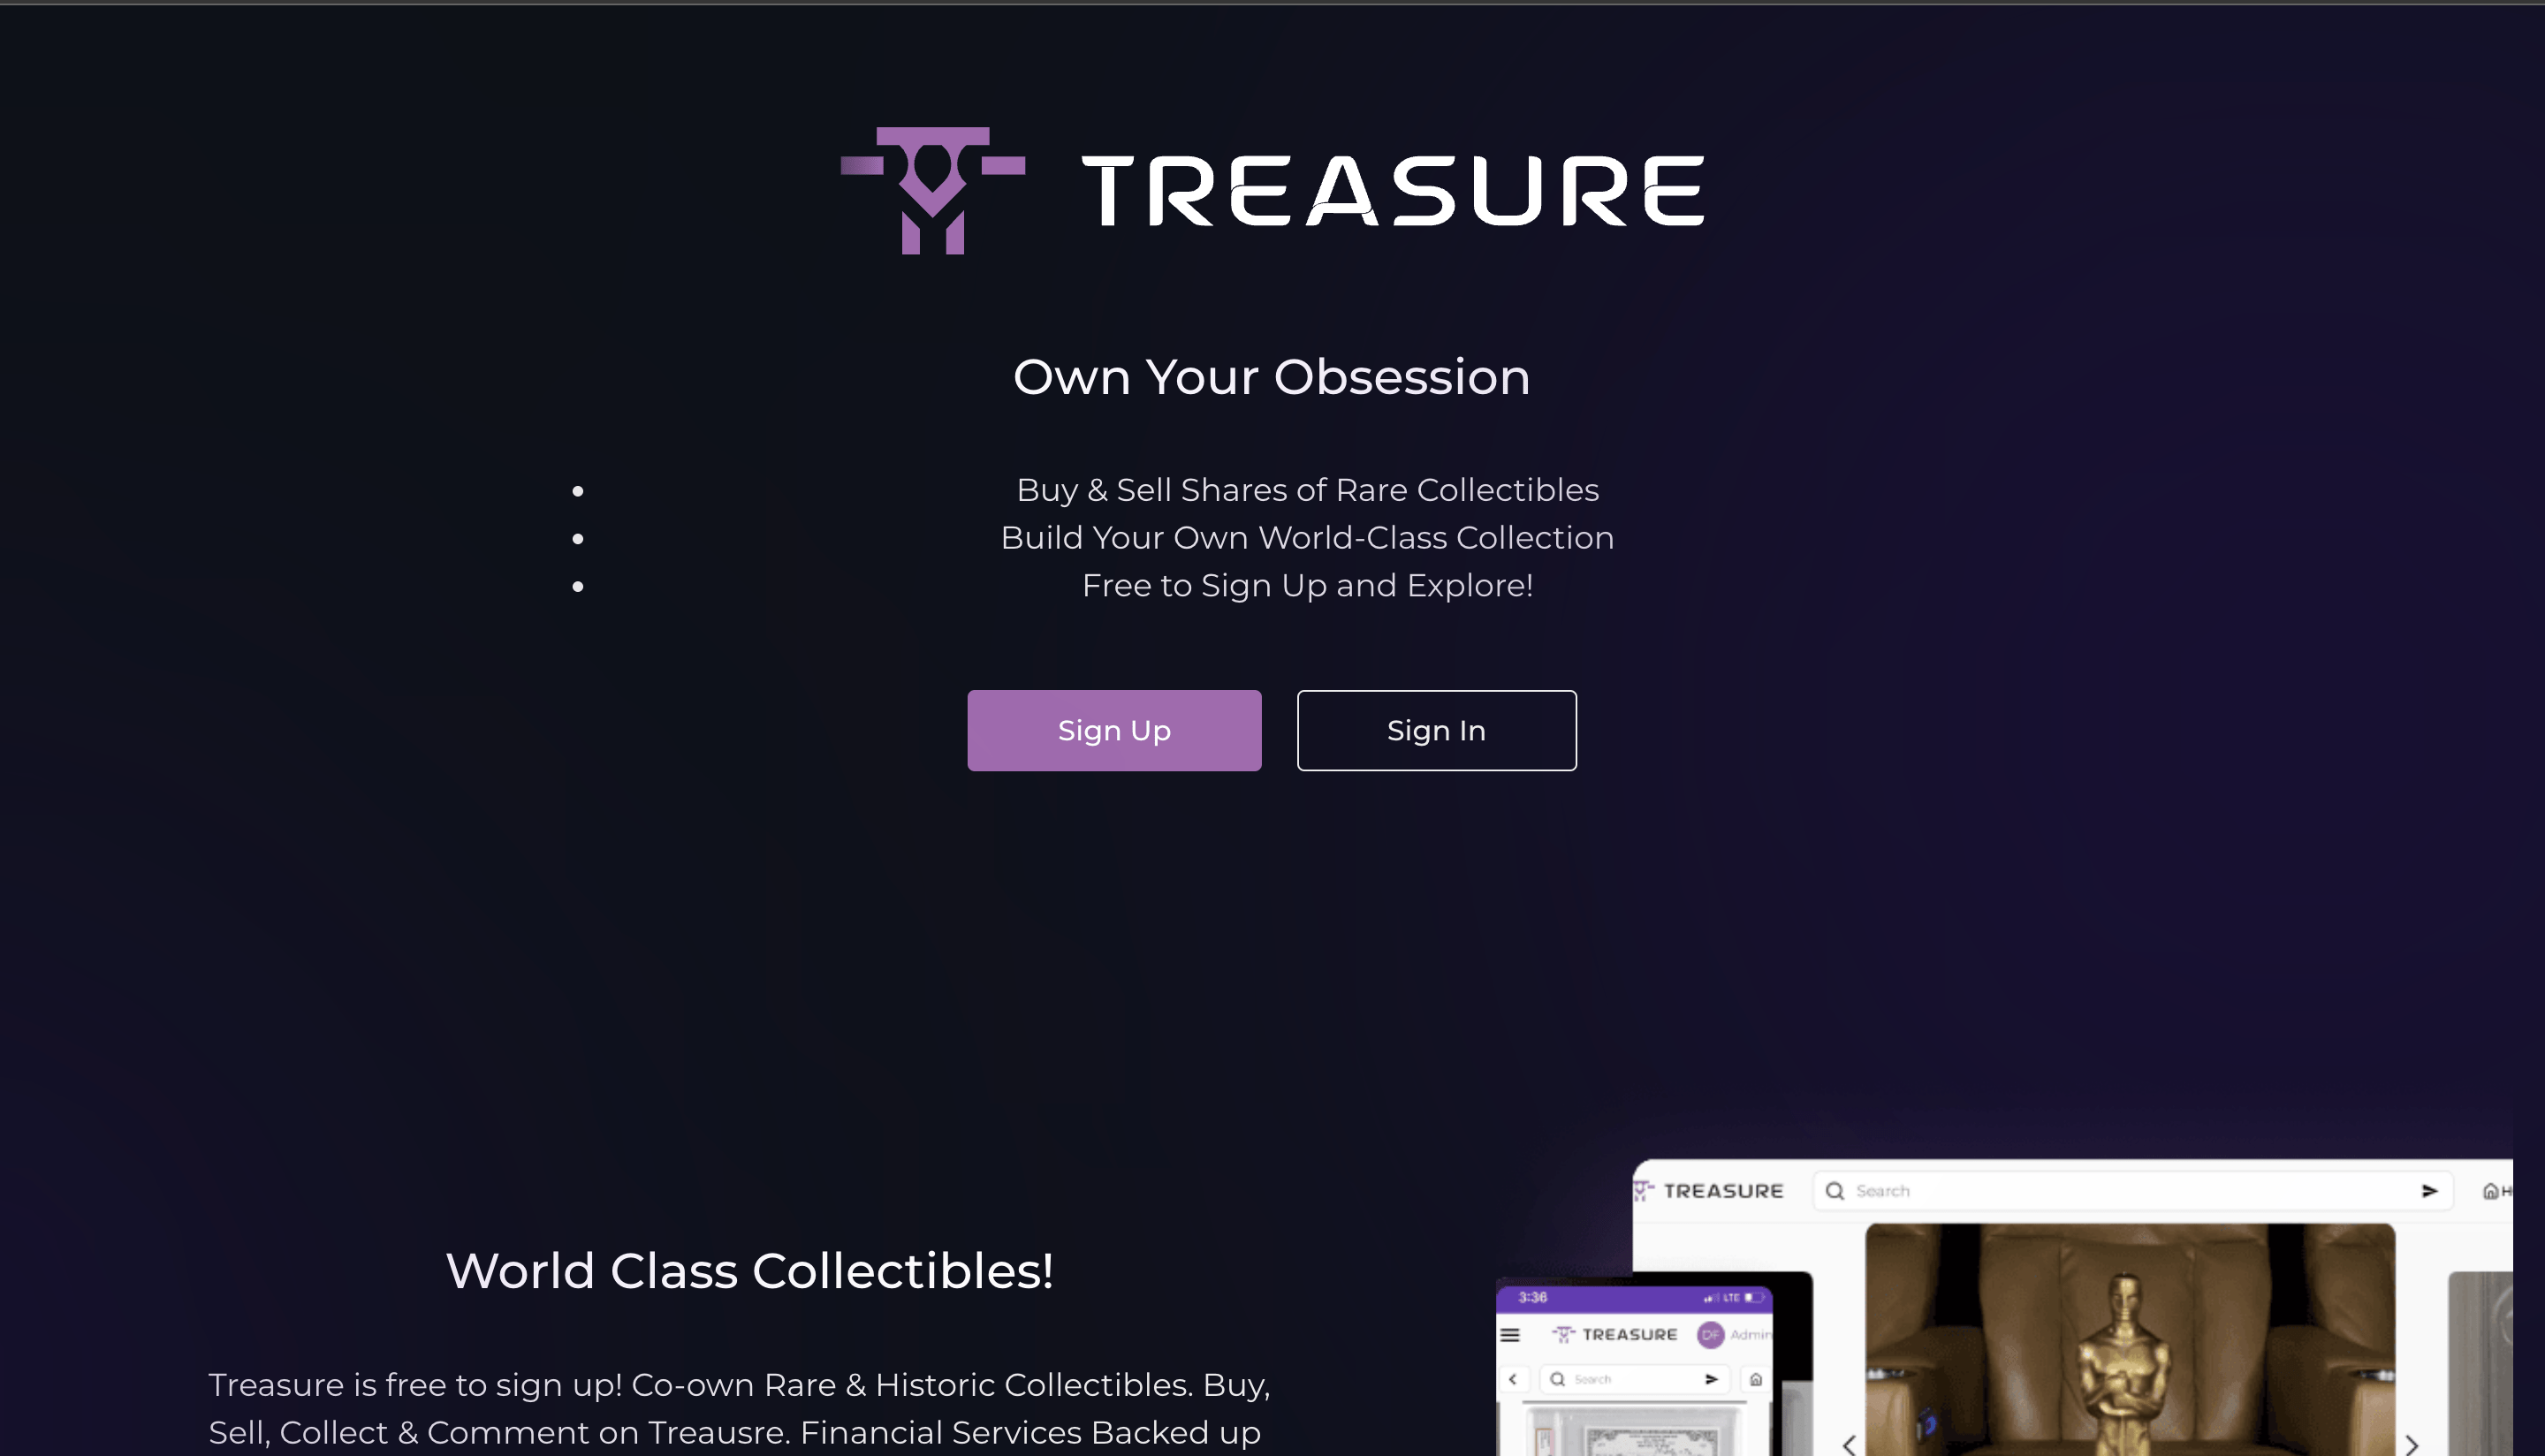 TREASURE
Own Your Obsession
• Buy & Sell Shares of Rare Collectibles
• Build Your Own World-Class Collection
• Free to Sign Up and Explore!
Sign Up
Sign In
World Class Collectibles!
Treasure is free to sign up! Co-own Rare & Historic Collectibles. Buy,
Sell, Collect & Comment on Treausre. Financial Services Backed up
TREASURE
Search
3:36
LTE
TREASURE
DF
Admin
Search